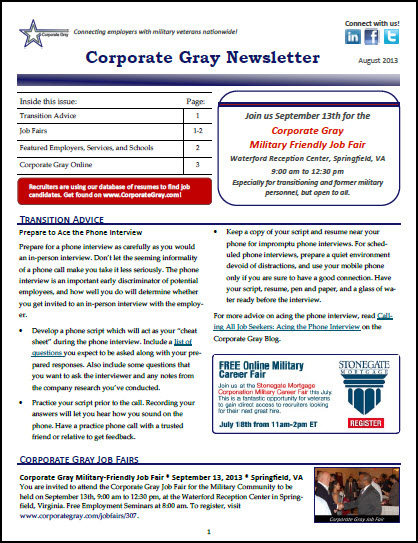 Corporate Gray
Connecting employers with military veterans nationwide!
Connect with us!
Corporate Gray Newsletter
August 2013
Inside this issue: Page:
Transition Advice 1
Job Fairs 1-2
Featured Employers, Services, and Schools 2
Corporate Gray Online 3
Recruiters are using our database of resumes to find job
candidates. Get found on www.CorporateGray.com!
Join us September 13th for the
Corporate Gray
Military Friendly Job Fair
Waterford Reception Center, Springfield, VA
9:00 am to 12:30 pm
Especially for transitioning and former military
personnel, but open to all.
TRANSITION ADVICE
Prepare to Ace the Phone Interview
Prepare for a phone interview as carefully as you would
an in-person interview. Don't let the seeming informality
of a phone call make you take it less seriously. The phone
interview is an important early discriminator of potential
employees, and how well you do will determine whether
you get invited to an in-person interview with the employ-
er.
• Develop a phone script which will act as your "cheat
sheet" during the phone interview. Include a list of
questions you expect to be asked along with your pre-
pared responses. Also include some questions that
you want to ask the interviewer and any notes from
the company research you've conducted.
• Practice your script prior to the call. Recording your
answers will let you hear how you sound on the
phone. Have a practice phone call with a trusted
friend or relative to get feedback.
• Keep a copy of your script and resume near your
phone for impromptu phone interviews. For sched-
uled phone interviews, prepare a quiet environment
devoid of distractions, and use your mobile phone
only if you are sure to have a good connection. Have
your script, resume, pen and paper, and a glass of wa-
ter ready before the interview.
For more advice on acing the phone interview, read Call-
ing All Job Seekers: Acing the Phone Interview on the
Corporate Gray Blog.
FREE Online Military
Career Fair
Join us at the Stonegate Mortgage
Corporation Military Career Fair this July.
This is a fantastic opportunity for veterans
to gain direct access to recruiters looking
for their next great hire.
July 18th from 11am-2pm ET
STONEGATE
MORTGAGE
REGISTER
CORPORATE GRAY JOB FAIRS
Corporate Gray Military-Friendly Job Fair * September 13, 2013 * Springfield, VA
You are invited to attend the Corporate Gray Job Fair for the Military Community to be
held on September 13th, 9:00 am to 12:30 pm, at the Waterford Reception Center in Spring-
field, Virginia. Free Employment Seminars at 8:00 am. To register, visit
www.corporategray.com/jobfairs/307.
Corporate Gray Job Fair
1